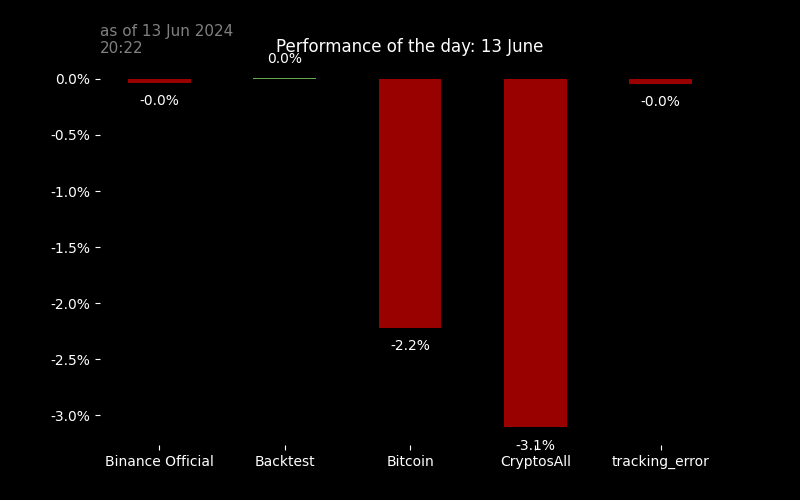 as of 13 Jun 2024
20:22
Performance of the day: 13 June
0.0%
0.0%
-0.0%
-0.0%
-0.5%
-1.0%
-1.5%
-2.0%
-2.2%
-2.5%
-3.0%
-3.1%
Binance Official
Backtest
Bitcoin
CryptosAll
tracking_error